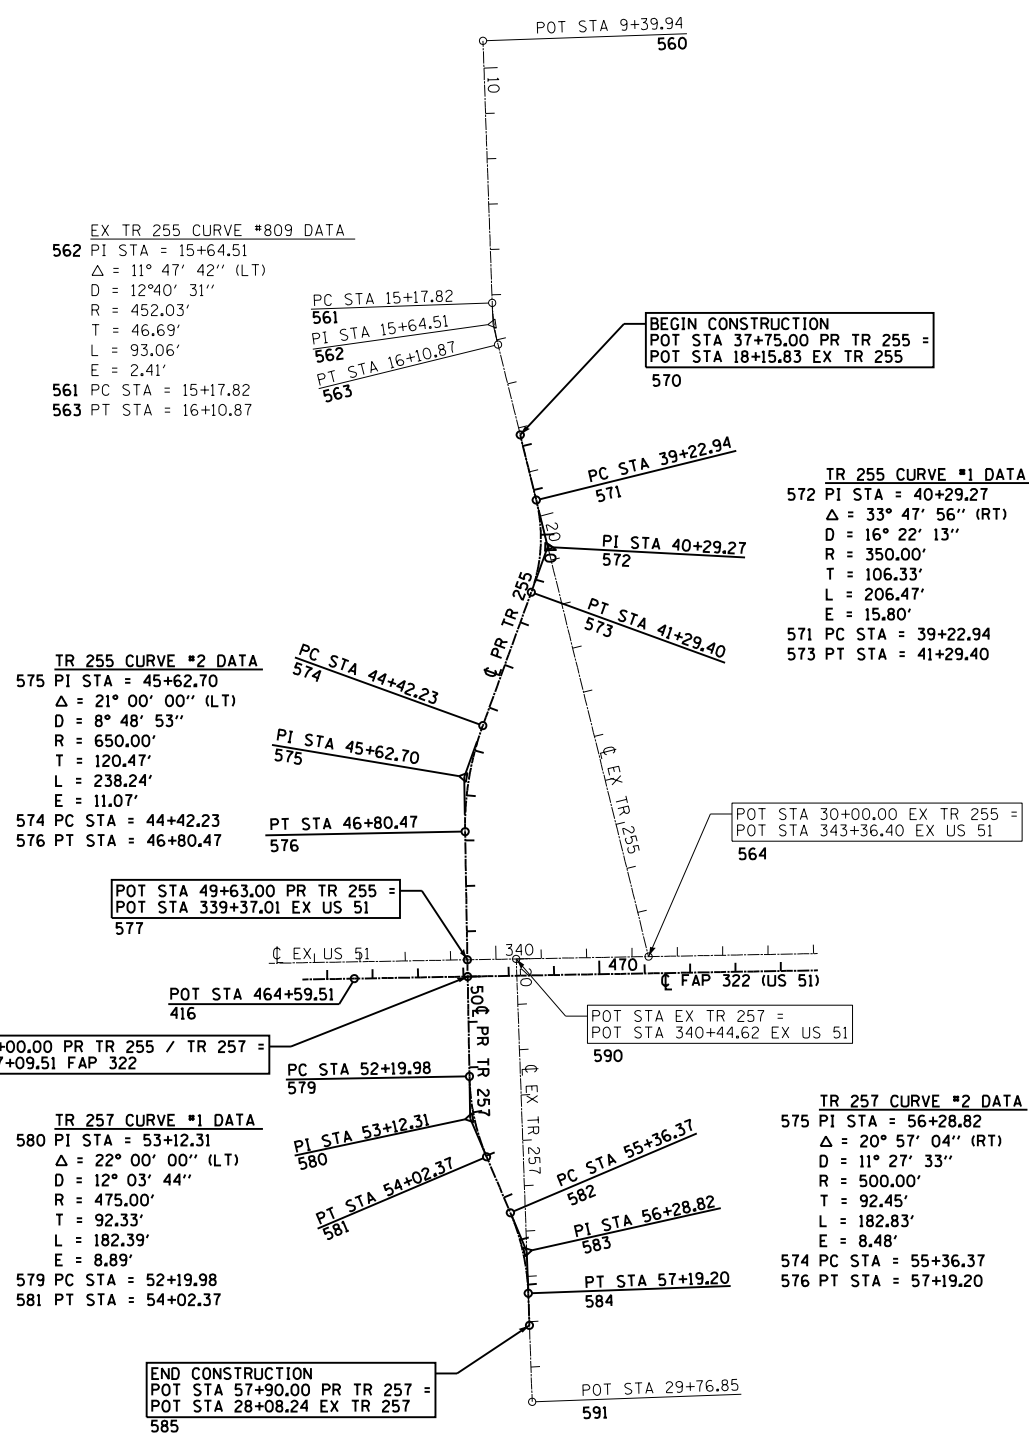 POT STA 9+39.94
560
10
EX TR 255 CURVE #809 DATA
562 PI STA = 15+64.51
Δ = 11° 47' 42'' (LT)
D = 12°40' 31''
R = 452.03'
T = 46.69'
L = 93.06'
E = 2.41'
561 PC STA = 15+17.82
563 PT STA = 16+10.87
PC STA 15+17.82
561
PI STA 15+64.51
562
PT STA 16+10.87
563
BEGIN CONSTRUCTION
POT STA 37+75.00 PR TR 255 =
POT STA 18+15.83 EX TR 255
570
PC STA 39+22.94
571
20
40
PI STA 40+29.27
572
PT STA 41+29.40
573
TR 255 CURVE #1 DATA
572 PI STA = 40+29.27
Δ = 33° 47' 56'' (RT)
D = 16° 22' 13''
R = 350.00'
T = 106.33'
L = 206.47'
E = 15.80'
571 PC STA = 39+22.94
573 PT STA = 41+29.40
℄ PR TR 255
PC STA 44+42.23
574
PI STA 45+62.70
575
PT STA 46+80.47
576
TR 255 CURVE #2 DATA
575 PI STA = 45+62.70
Δ = 21° 00' 00'' (LT)
D = 8° 48' 53''
R = 650.00'
T = 120.47'
L = 238.24'
E = 11.07'
574 PC STA = 44+42.23
576 PT STA = 46+80.47
℄ EX TR 255
POT STA 30+00.00 EX TR 255 =
POT STA 343+36.40 EX US 51
564
POT STA 49+63.00 PR TR 255 =
POT STA 339+37.01 EX US 51
577
℄ EX US 51
340
470
℄ FAP 322 (US 51)
20
50
POT STA 464+59.51
416
+00.00 PR TR 255 / TR 257 =
7+09.51 FAP 322
POT STA EX TR 257 =
POT STA 340+44.62 EX US 51
590
℄ PR TR 257
℄ EX TR 257
PC STA 52+19.98
579
PI STA 53+12.31
580
PT STA 54+02.37
581
TR 257 CURVE #1 DATA
580 PI STA = 53+12.31
Δ = 22° 00' 00'' (LT)
D = 12° 03' 44''
R = 475.00'
T = 92.33'
L = 182.39'
E = 8.89'
579 PC STA = 52+19.98
581 PT STA = 54+02.37
PC STA 55+36.37
582
PI STA 56+28.82
583
PT STA 57+19.20
584
TR 257 CURVE #2 DATA
575 PI STA = 56+28.82
Δ = 20° 57' 04'' (RT)
D = 11° 27' 33''
R = 500.00'
T = 92.45'
L = 182.83'
E = 8.48'
574 PC STA = 55+36.37
576 PT STA = 57+19.20
END CONSTRUCTION
POT STA 57+90.00 PR TR 257 =
POT STA 28+08.24 EX TR 257
585
POT STA 29+76.85
591